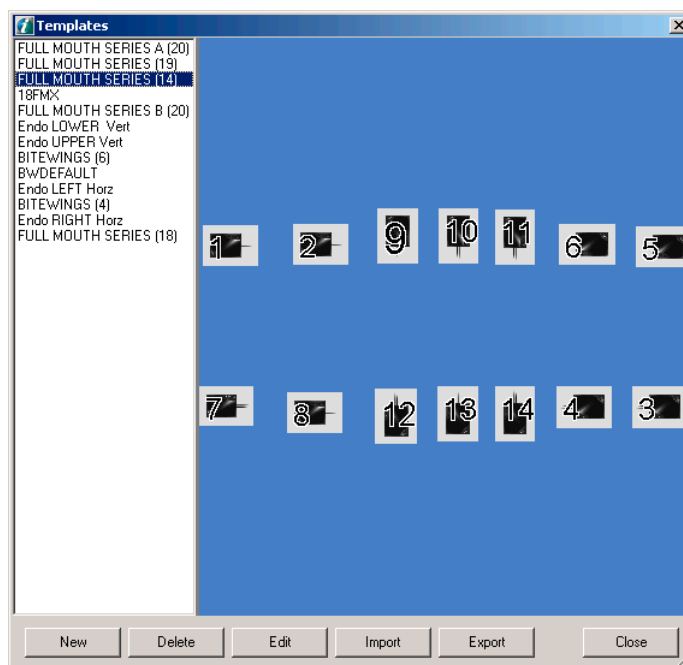 Templates
FULL MOUTH SERIES A (20)
FULL MOUTH SERIES (19)
FULL MOUTH SERIES (14)
18FMX
FULL MOUTH SERIES B (20)
Endo LOWER  Vert
Endo UPPER Vert
BITEWINGS (6)
BWDEFAULT
Endo LEFT Horz
BITEWINGS (4)
Endo RIGHT Horz
FULL MOUTH SERIES (18)
1 2 9 10 11 6 5
7 8 12 13 14 4 3
New Delete Edit Import Export Close